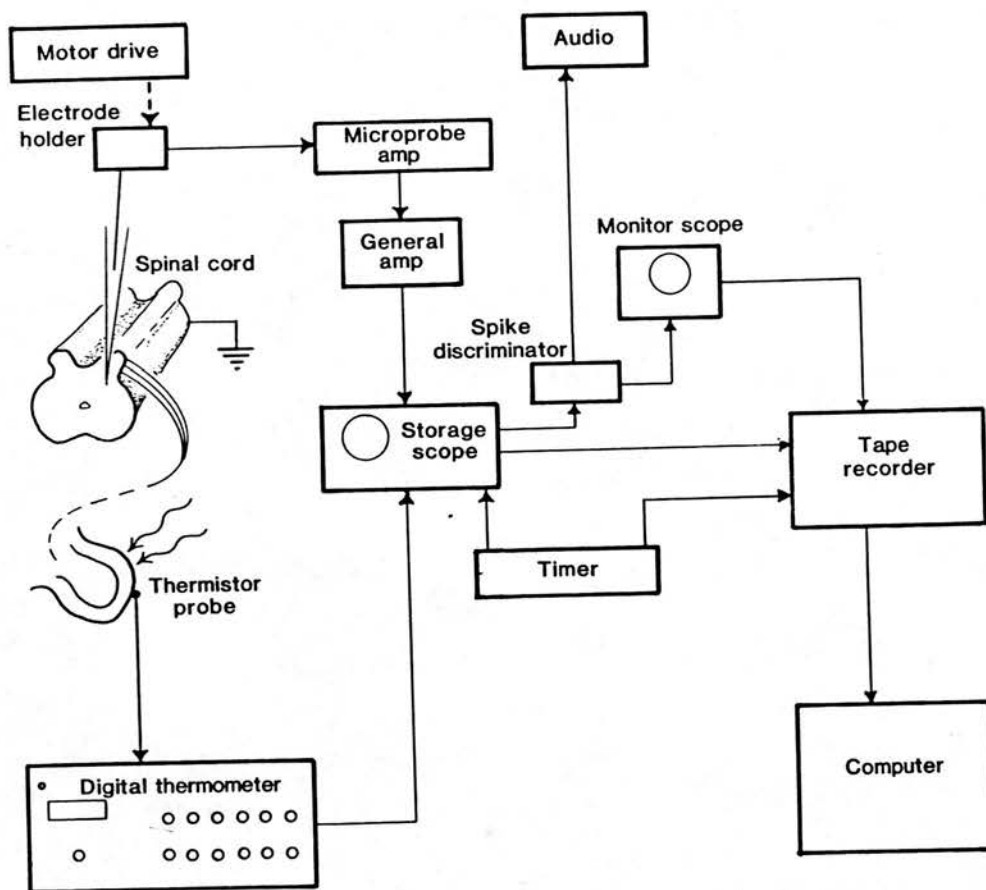 Motor drive
Audio
Electrode
holder
Microprobe
amp
General
amp
Monitor scope
Spinal cord
Spike
discriminator
Storage
scope
Tape
recorder
Timer
Thermistor
probe
Digital thermometer
Computer